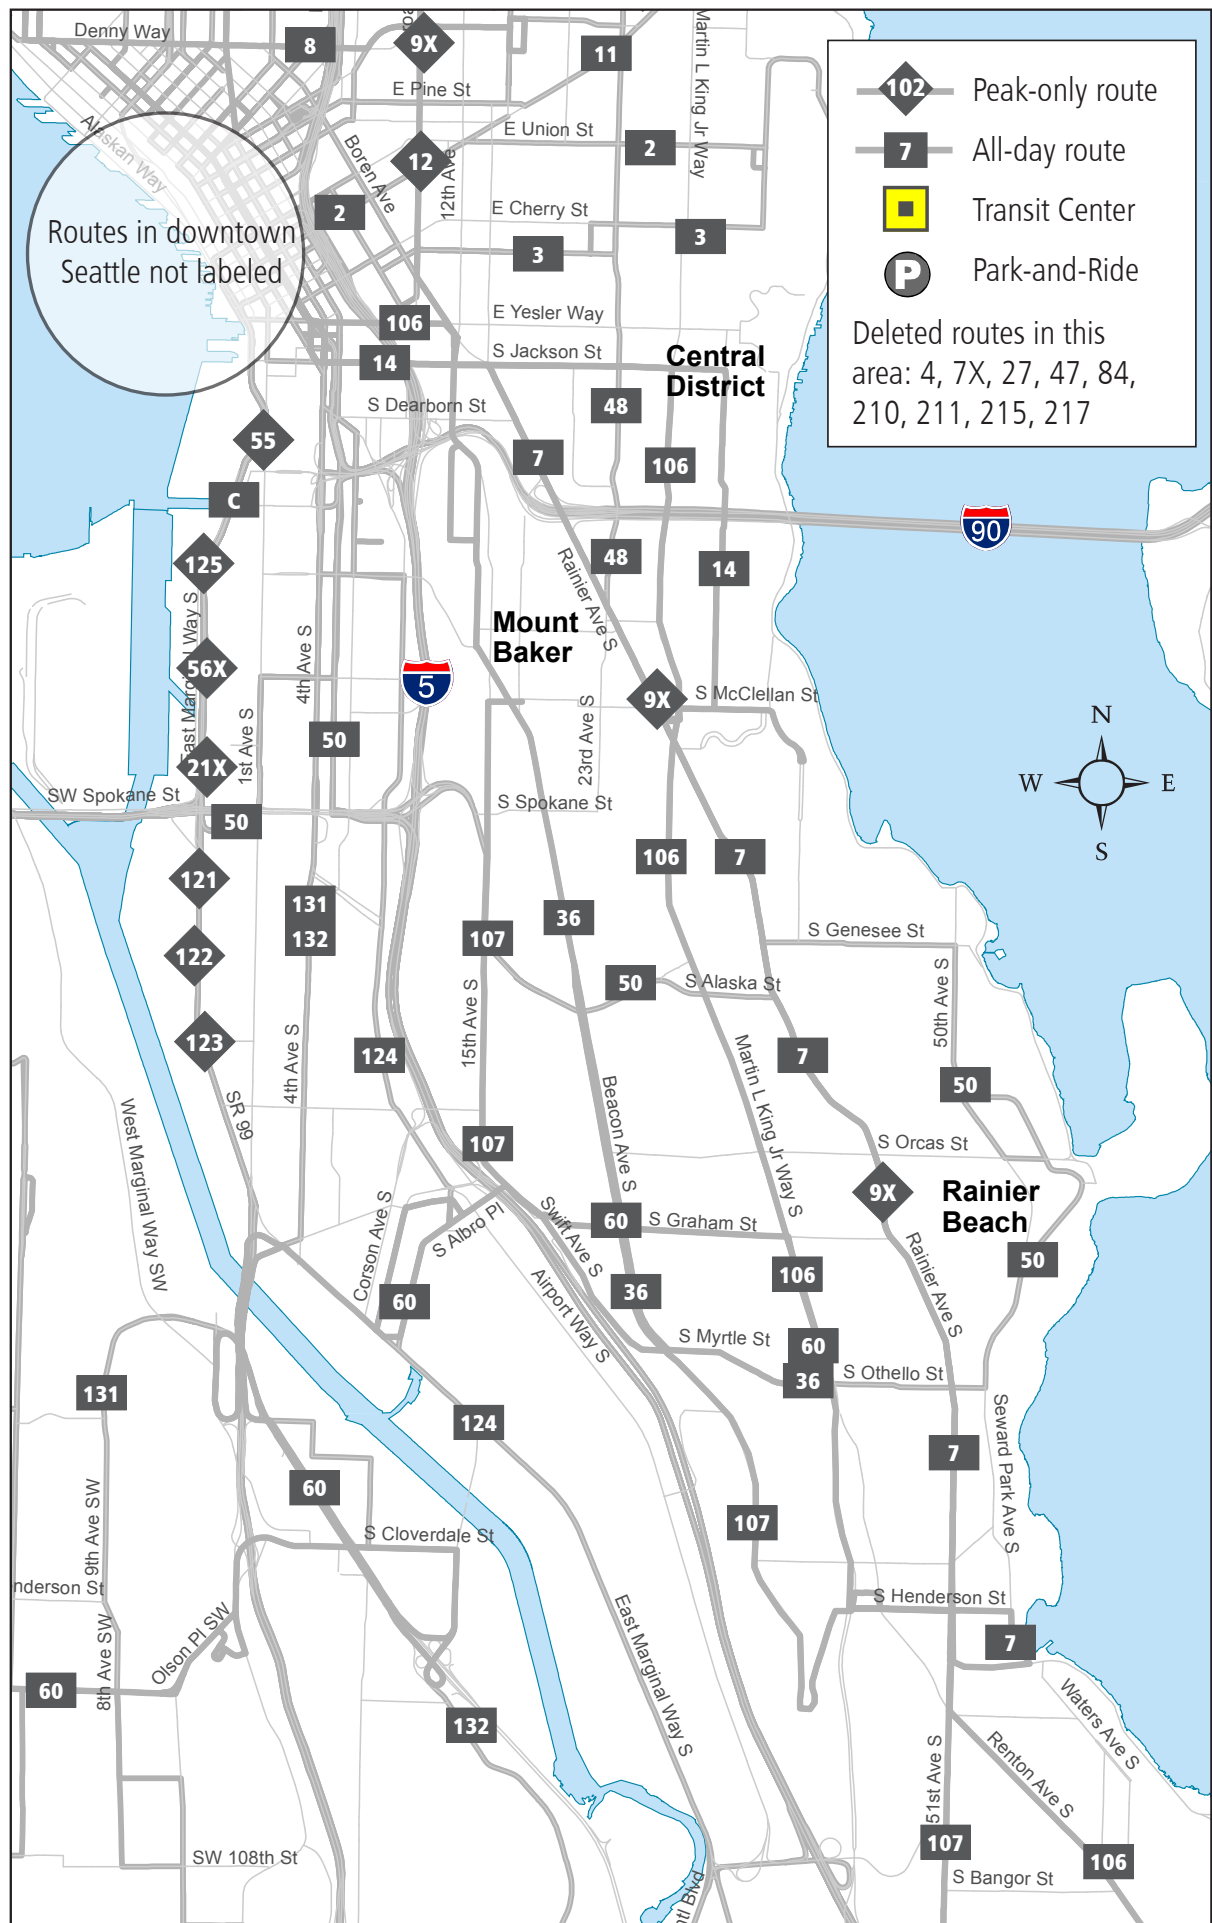 Denny Way
8
9X
11
E Pine St
Martin L King Jr Way
102
Peak-only route
7
All-day route
Transit Center
P
Park-and-Ride
Deleted routes in this
area: 4, 7X, 27, 47, 84,
210, 211, 215, 217
Alaskan Way
Boren Ave
12
12th Ave
E Union St
2
2
E Cherry St
3
3
Routes in downtown
Seattle not labeled
106
E Yesler Way
14
S Jackson St
Central
District
S Dearborn St
48
55
7
106
C
90
125
48
14
Rainier Ave S
Mount
Baker
56X
East Marginal Way S
4th Ave S
5
9X
S McClellan St
1st Ave S
50
23rd Ave S
21X
SW Spokane St
50
S Spokane St
N
W
E
S
121
106
7
131
132
36
122
107
S Genesee St
50
S Alaska St
50th Ave S
15th Ave S
123
4th Ave S
124
Martin L King Jr Way S
7
50
SR 99
West Marginal Way SW
Beacon Ave S
107
S Orcas St
9X
Rainier
Beach
Corson Ave S
S Albro Pl
Swift Ave S
60
S Graham St
50
Rainier Ave S
106
60
36
Airport Way S
S Myrtle St
60
36
S Othello St
131
124
Seward Park Ave S
7
60
9th Ave SW
107
S Cloverdale St
nderson St
S Henderson St
8th Ave SW
Olson Pl SW
East Marginal Way S
7
60
132
Waters Ave S
Renton Ave S
51st Ave S
107
106
SW 108th St
S Bangor St
ntl Blvd